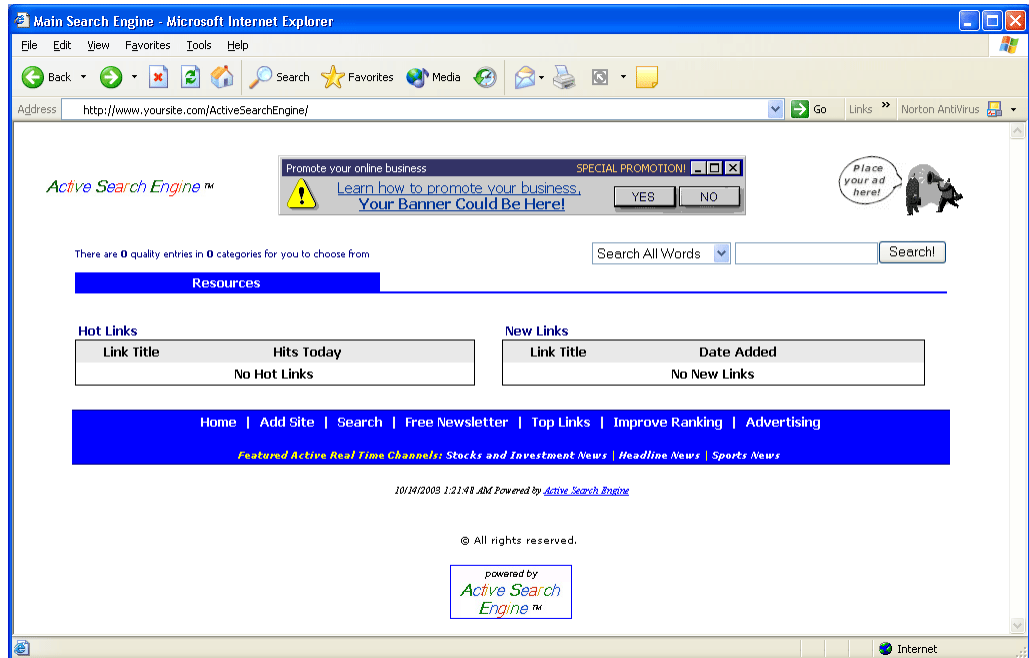 Main Search Engine - Microsoft Internet Explorer
File Edit View Favorites Tools Help
Back Search Favorites Media
Address http://www.yoursite.com/ActiveSearchEngine/ Go Links » Norton AntiVirus
Active Search Engine ™
Promote your online business SPECIAL PROMOTION!
Learn how to promote your business,
Your Banner Could Be Here!
YES NO
Place
your ad
here!
There are 0 quality entries in 0 categories for you to choose from
Search All Words Search!
Resources
Hot Links New Links
Link Title Hits Today Link Title Date Added
No Hot Links No New Links
Home | Add Site | Search | Free Newsletter | Top Links | Improve Ranking | Advertising
Featured Active Real Time Channels: Stocks and Investment News | Headline News | Sports News
10/14/2003 1:21:48 AM Powered by Active Search Engine
© All rights reserved.
powered by
Active Search
Engine ™
Internet